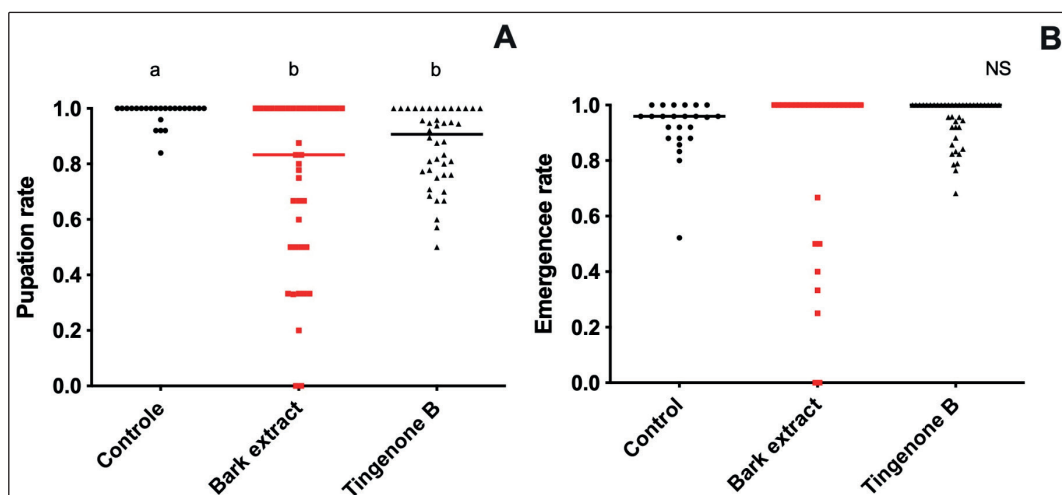 A
a b b
Pupation rate
1.0
0.8
0.6
0.4
0.2
0.0
Controle
Bark extract
Tingenone B
B
NS
Emergencee rate
1.0
0.8
0.6
0.4
0.2
0.0
Control
Bark extract
Tingenone B